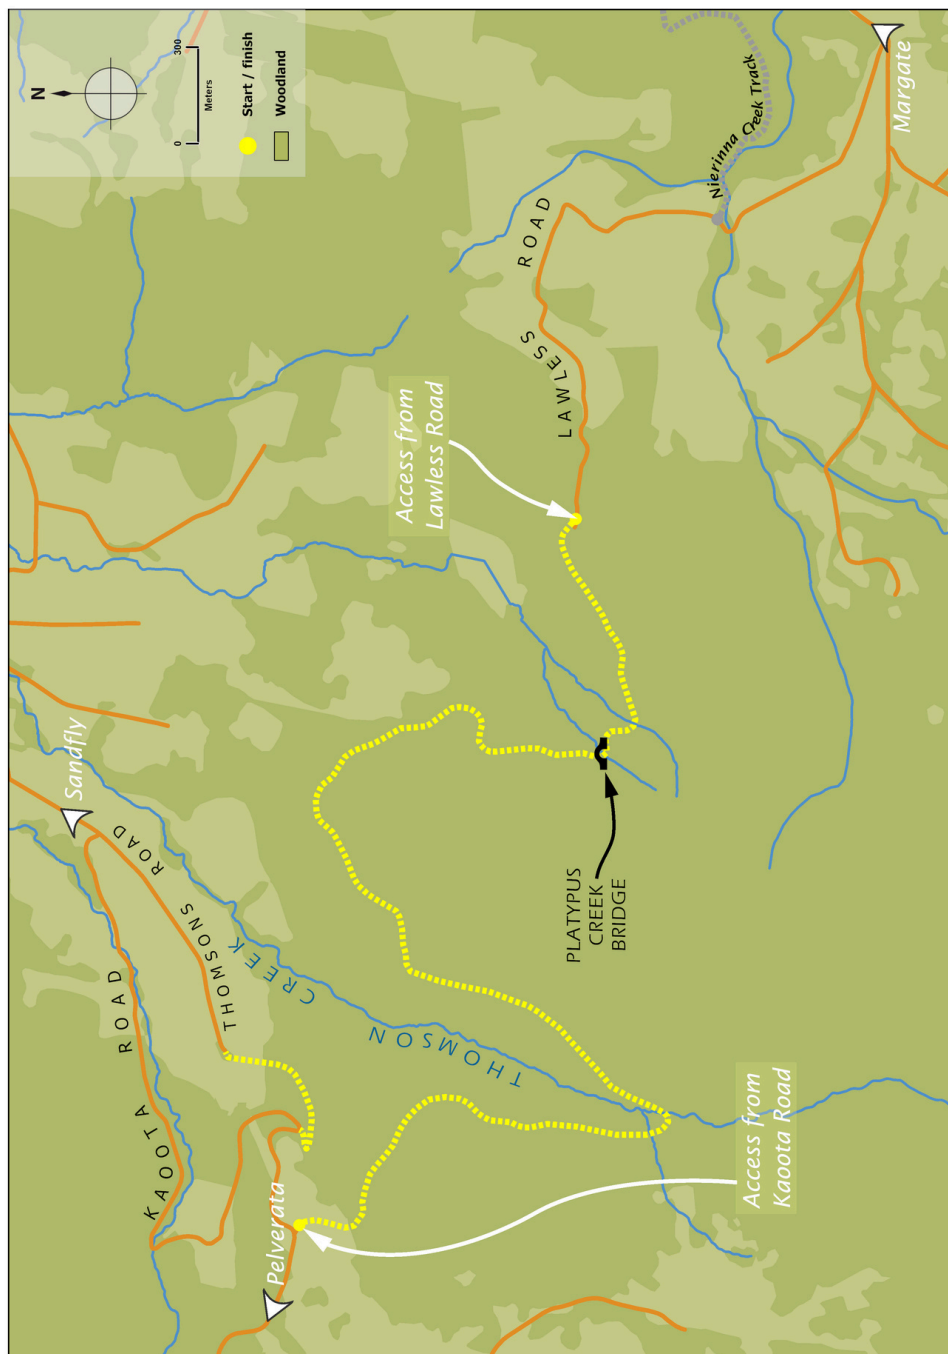 N
0 300
Meters
Start / finish
Woodland
Margate
Nierinna Creek Track
LAWLESS ROAD
Access from
Lawless Road
Sandfly
THOMSONS ROAD
KAOOTA ROAD
THOMSON CREEK
PLATYPUS
CREEK
BRIDGE
Pelverata
Access from
Kaoota Road